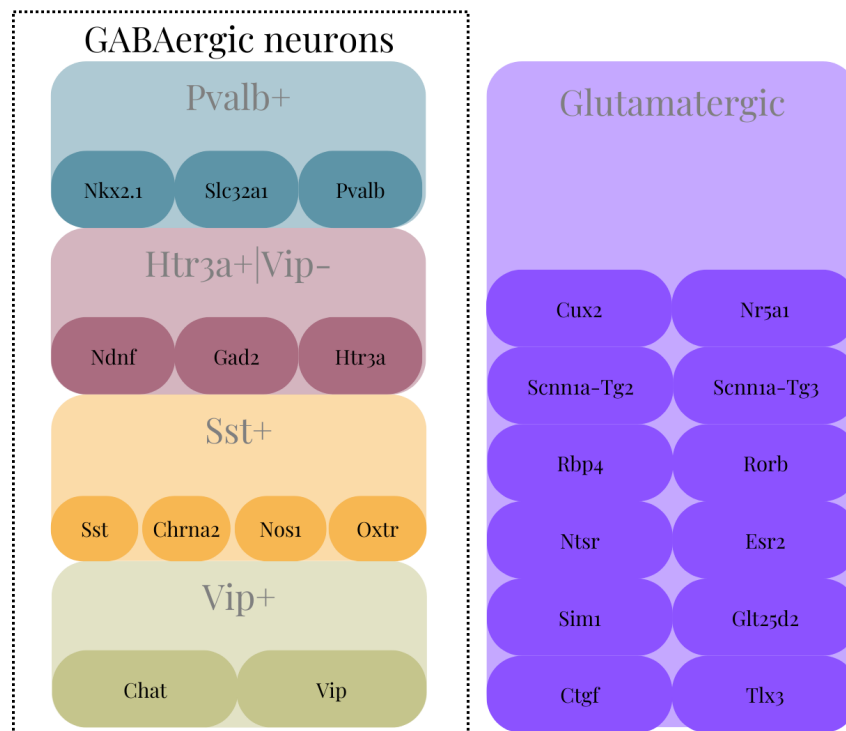 GABAergic neurons
Pvalb+
Nkx2.1 Slc32a1 Pvalb
Htr3a+|Vip-
Ndnf Gad2 Htr3a
Sst+
Sst Chrna2 Nos1 Oxtr
Vip+
Chat Vip
Glutamatergic
Cux2 Nr5a1
Scnn1a-Tg2 Scnn1a-Tg3
Rbp4 Rorb
Ntsr Esr2
Sim1 Glt25d2
Ctgf Tlx3